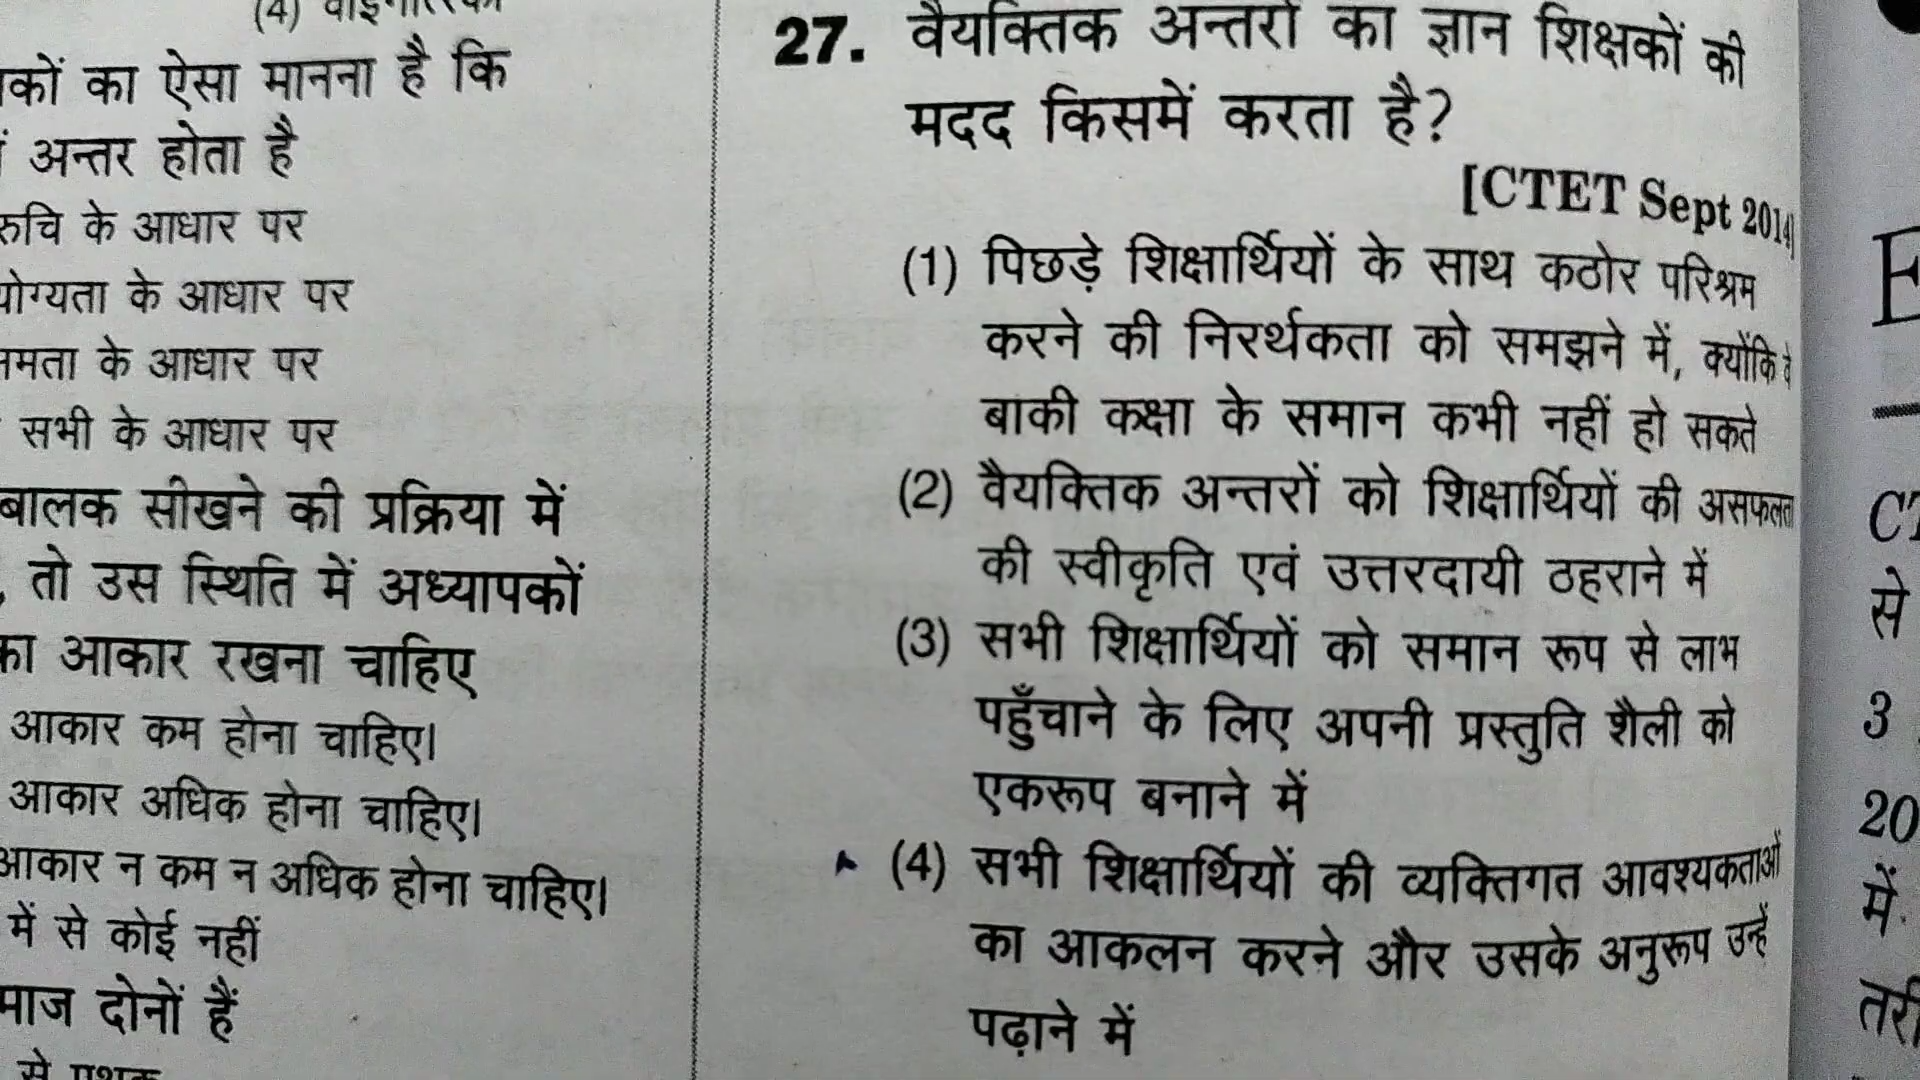 कों का ऐसा मानना है कि
अन्तर होता है
रुचि के आधार पर
योग्यता के आधार पर
के आधार पर
सभी के आधार पर
बालक सीखने की प्रक्रिया में
, तो उस स्थिति में अध्यापकों
का आकार रखना चाहिए
आकार कम होना चाहिए।
आकार अधिक होना चाहिए।
आकार न कम न अधिक होना चाहिए।
में से कोई नहीं
दोनों हैं
27. वैयक्तिक अन्तरों का ज्ञान शिक्षकों की
मदद किसमें करता है?
[CTET Sept 2014]
(1) पिछड़े शिक्षार्थियों के साथ कठोर परिश्रम
करने की निरर्थकता को समझने में, क्योंकि वे
बाकी कक्षा के समान कभी नहीं हो सकते
(2) वैयक्तिक अन्तरों को शिक्षार्थियों की असफलता
की स्वीकृति एवं उत्तरदायी ठहराने में
(3) सभी शिक्षार्थियों को समान रूप से लाभ
पहुँचाने के लिए अपनी प्रस्तुति शैली को
एकरूप बनाने में
(4) सभी शिक्षार्थियों की व्यक्तिगत आवश्यकताओं
का आकलन करने और उसके अनुरूप उन्हें
पढ़ाने में
से
3
20
में